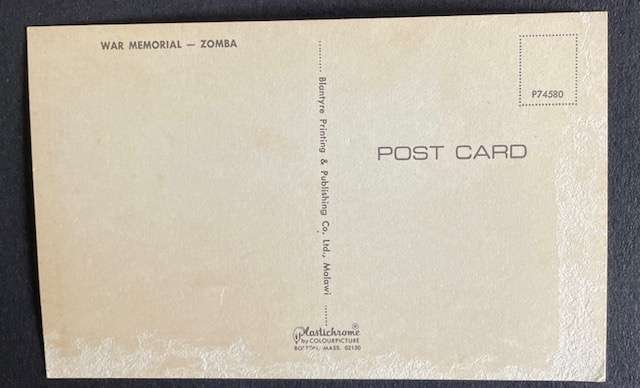 WAR MEMORIAL — ZOMBA
P74580
POST CARD
Blantyre Printing & Publishing Co. Ltd., Malawi
Plastichrome ®
by COLOURPICTURE
BOSTON, MASS. 02130